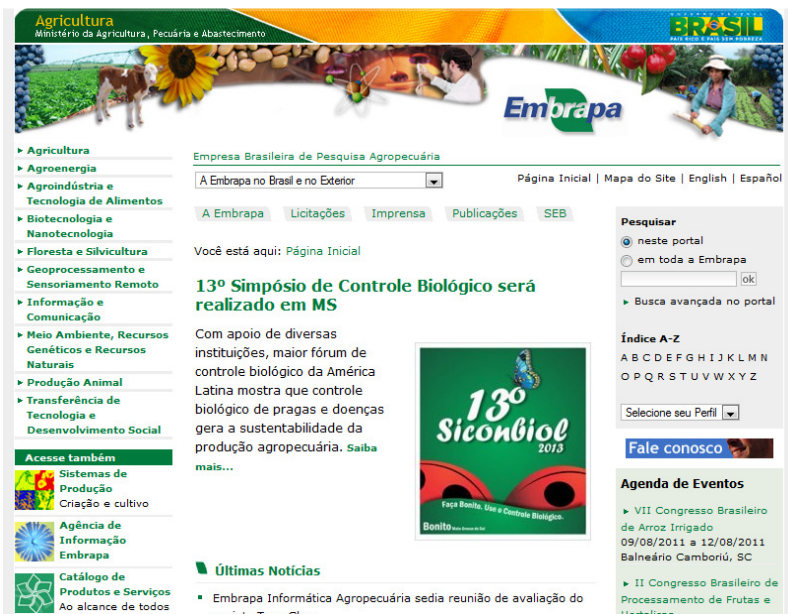 Agricultura
Ministério da Agricultura, Pecuária e Abastecimento
GOVERNO FEDERAL
BRASIL
PAÍS RICO É PAÍS SEM POBREZA
Embrapa
Agricultura
Agroenergia
Agroindústria e
Tecnologia de Alimentos
Biotecnologia e
Nanotecnologia
Floresta e Silvicultura
Geoprocessamento e
Sensoriamento Remoto
Informação e
Comunicação
Meio Ambiente, Recursos
Genéticos e Recursos
Naturais
Produção Animal
Transferência de
Tecnologia e
Desenvolvimento Social
Acesse também
Sistemas de
Produção
Criação e cultivo
Agência de
Informação
Embrapa
Catálogo de
Produtos e Serviços
Ao alcance de todos
Empresa Brasileira de Pesquisa Agropecuária
A Embrapa no Brasil e no Exterior
Página Inicial | Mapa do Site | English | Español
A Embrapa Licitações Imprensa Publicações SEB
Você está aqui: Página Inicial
13º Simpósio de Controle Biológico será
realizado em MS
Com apoio de diversas
instituições, maior fórum de
controle biológico da América
Latina mostra que controle
biológico de pragas e doenças
gera a sustentabilidade da
produção agropecuária. Saiba
mais...
13º
Siconbiol
2013
Faça Bonito. Use o Controle Biológico.
Bonito Mato Grosso do Sul
Últimas Notícias
Embrapa Informática Agropecuária sedia reunião de avaliação do
Pesquisar
neste portal
em toda a Embrapa
ok
Busca avançada no portal
Índice A-Z
A B C D E F G H I J K L M N
O P Q R S T U V W X Y Z
Selecione seu Perfil
Fale conosco
Agenda de Eventos
VII Congresso Brasileiro
de Arroz Irrigado
09/08/2011 a 12/08/2011
Balneário Camboriú, SC
II Congresso Brasileiro de
Processamento de Frutas e
Hortaliças